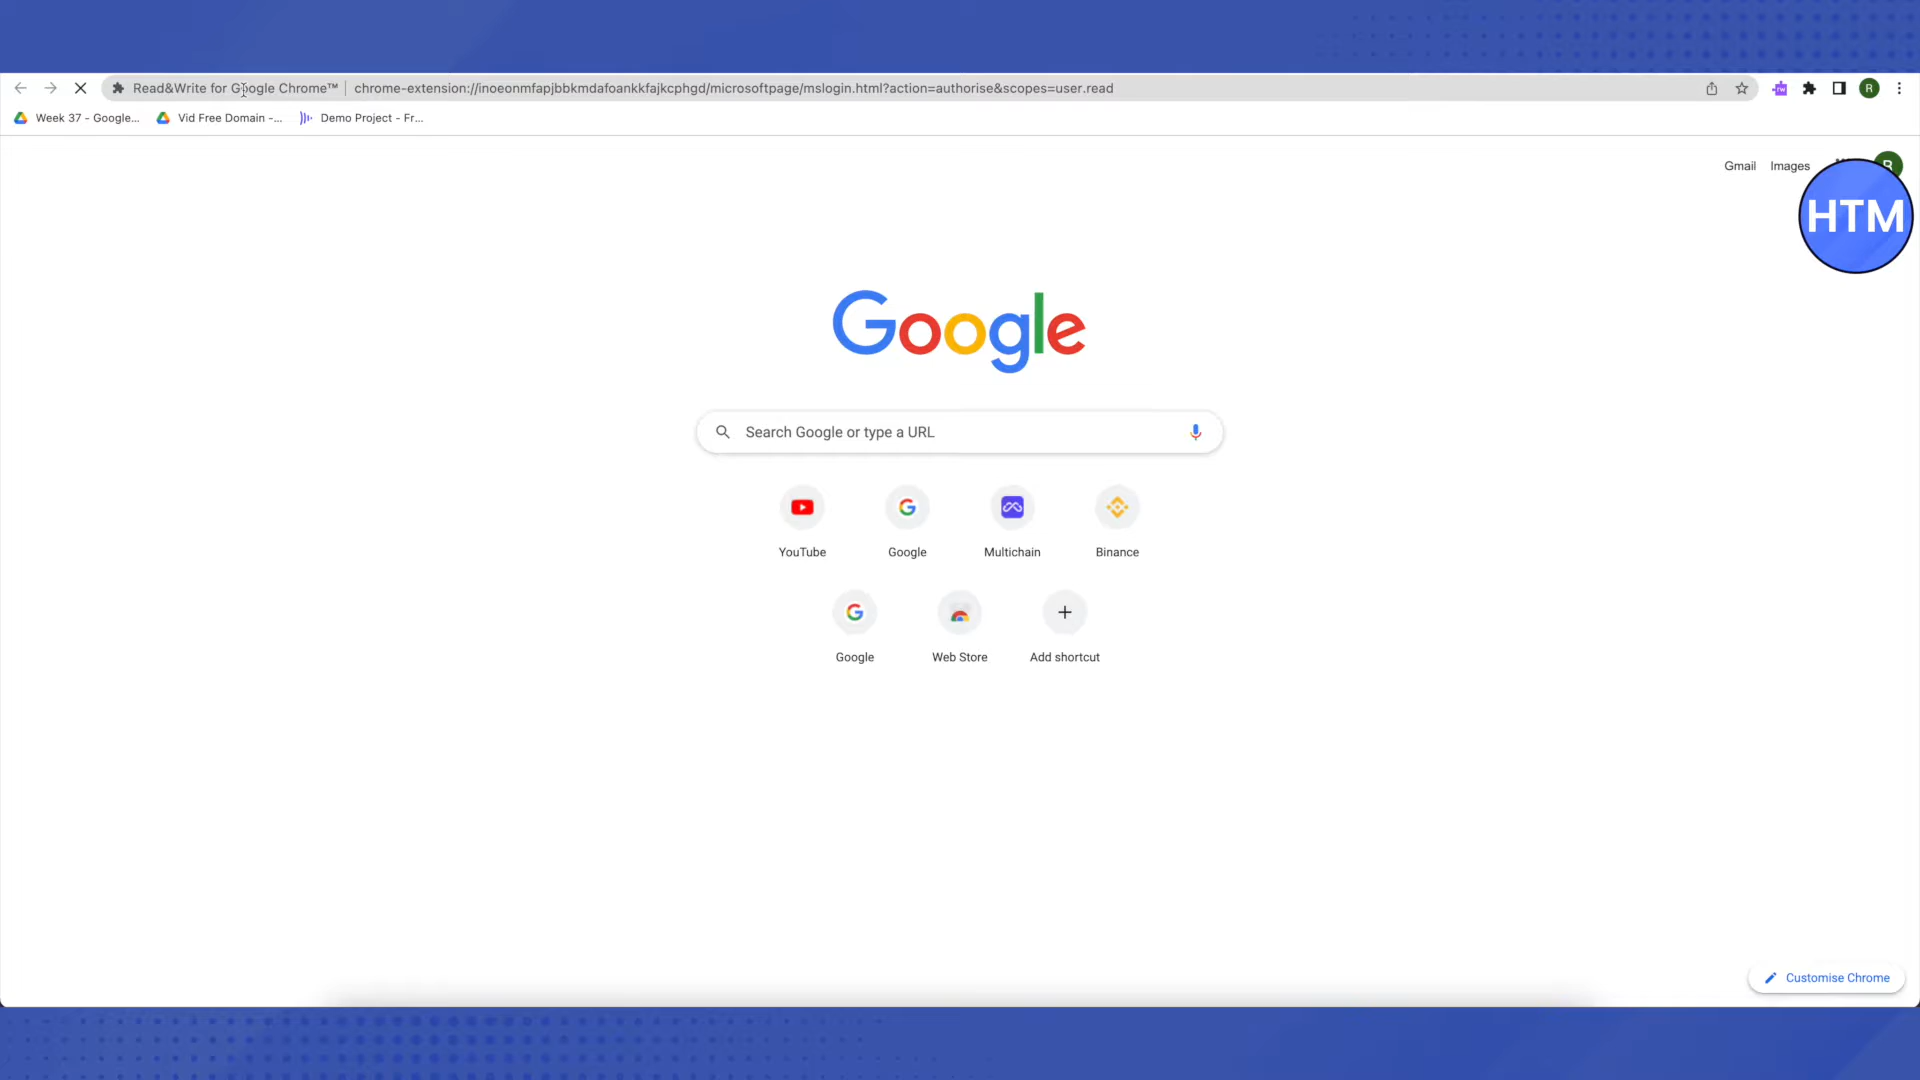 Read&Write for Google Chrome™ | chrome-extension://inoeonmfapjbbkmdafoankkfajkcphgd/microsoftpage/mslogin.html?action=authorise&scopes=user.read
rw
R
Week 37 - Google...
Vid Free Domain -...
Demo Project - Fr...
Gmail
Images
R
HTM
Google
Search Google or type a URL
YouTube
Google
Multichain
Binance
Google
Web Store
Add shortcut
Customise Chrome